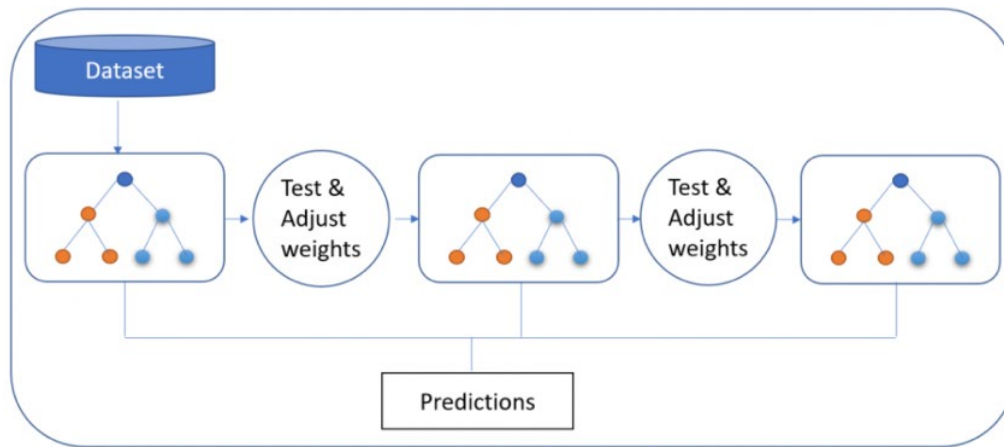 Dataset
Test &
Adjust
weights
Test &
Adjust
weights
Predictions